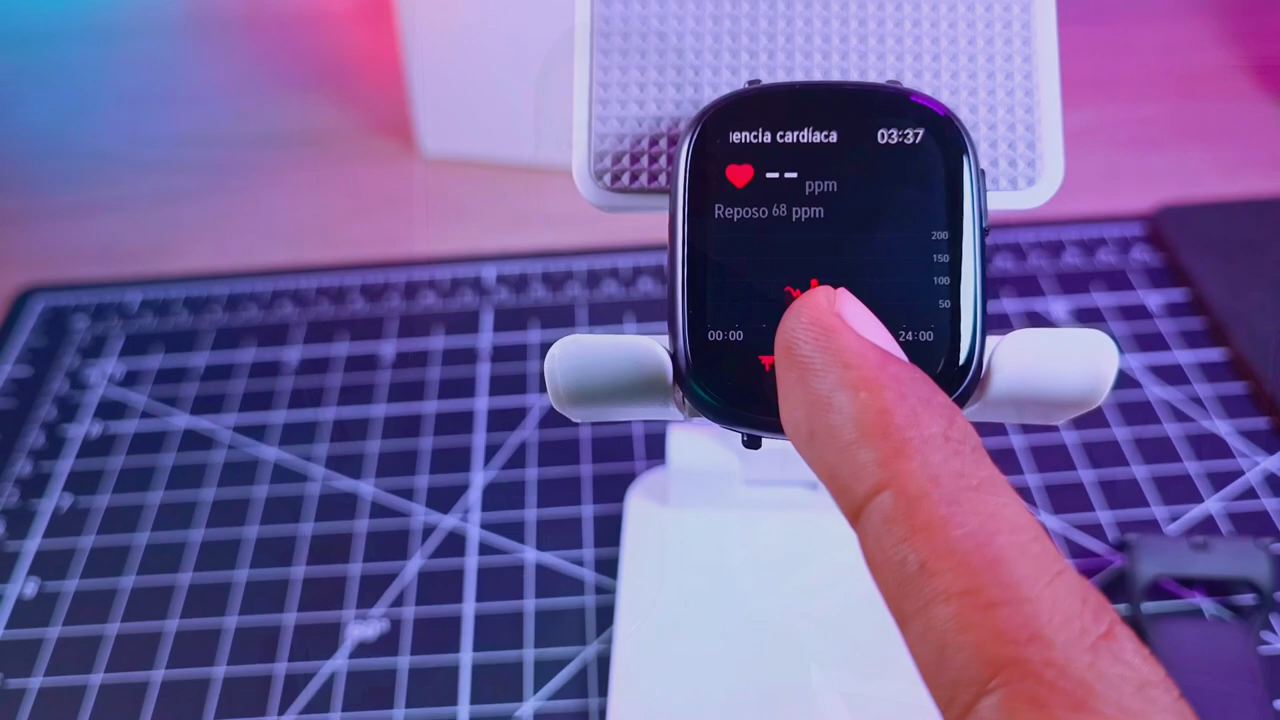 encia cardíaca 03:37
-- ppm
Reposo 68 ppm
200
150
100
50
00:00 24:00